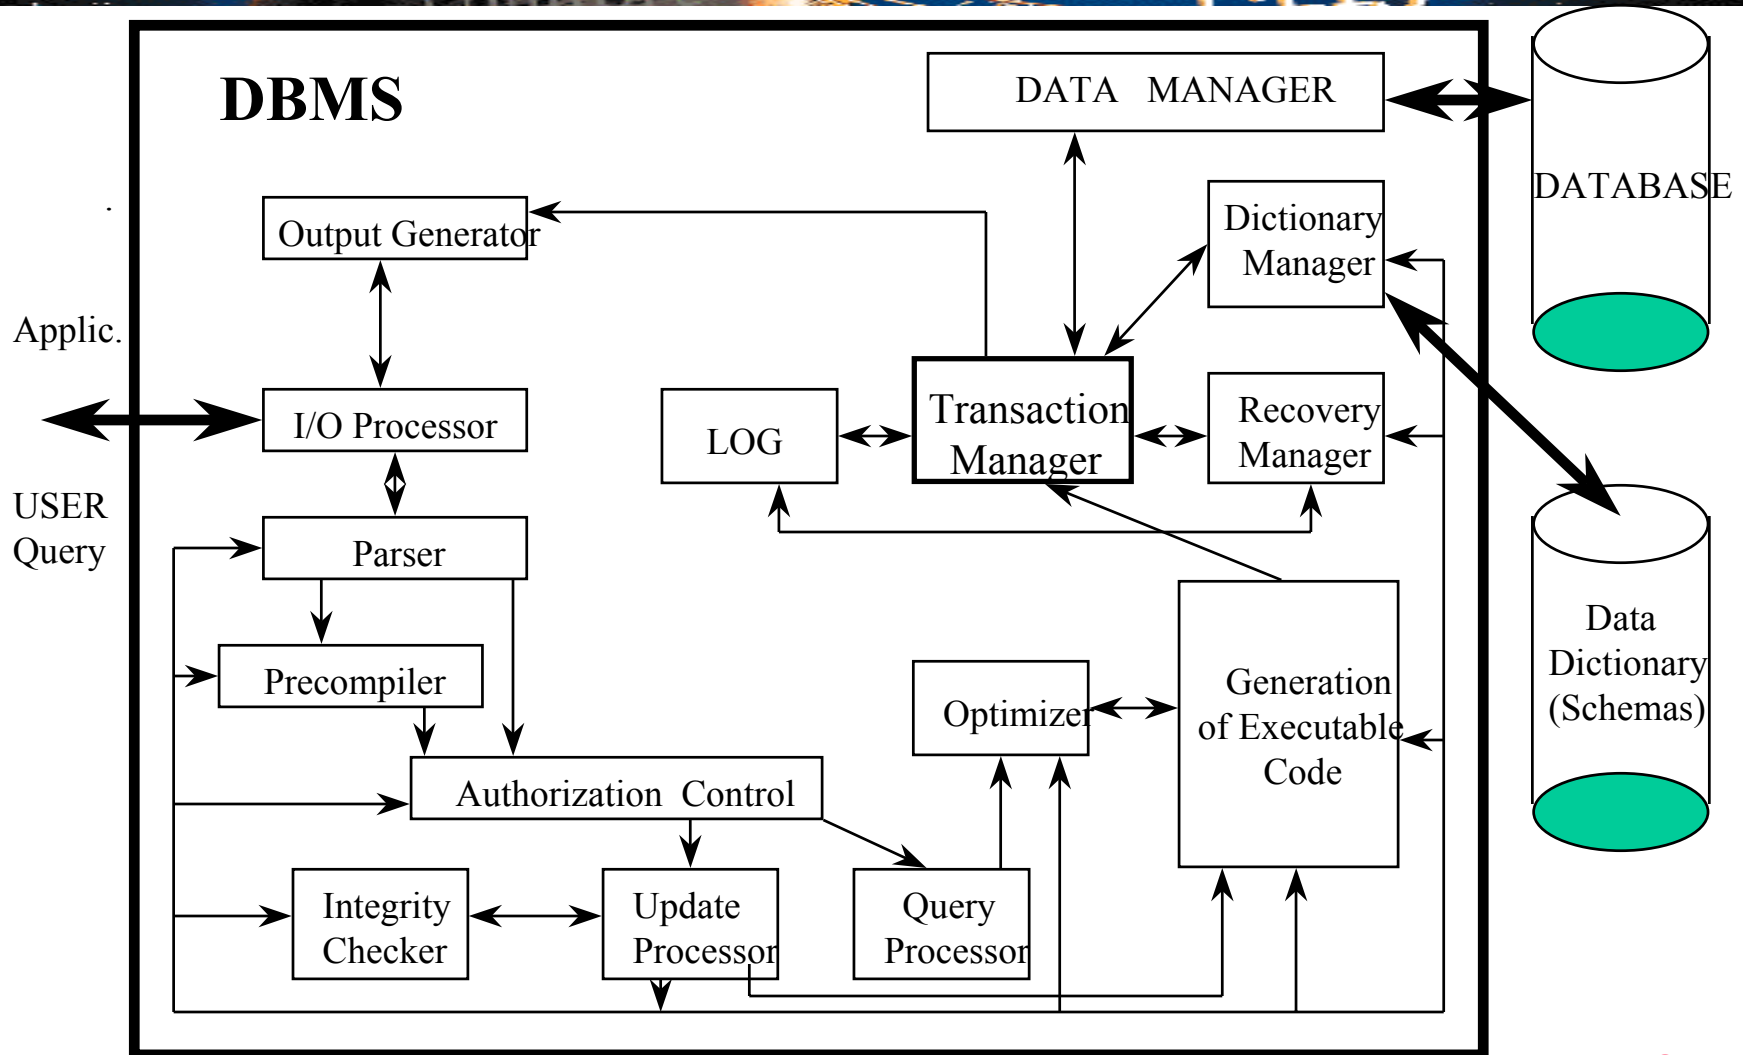 DBMS
DATA MANAGER
DATABASE
Output Generator
Dictionary
Manager
Applic.
I/O Processor
LOG
Transaction
Manager
Recovery
Manager
USER
Query
Parser
Precompiler
Optimizer
Generation
of Executable
Code
Data
Dictionary
(Schemas)
Authorization Control
Integrity
Checker
Update
Processor
Query
Processor